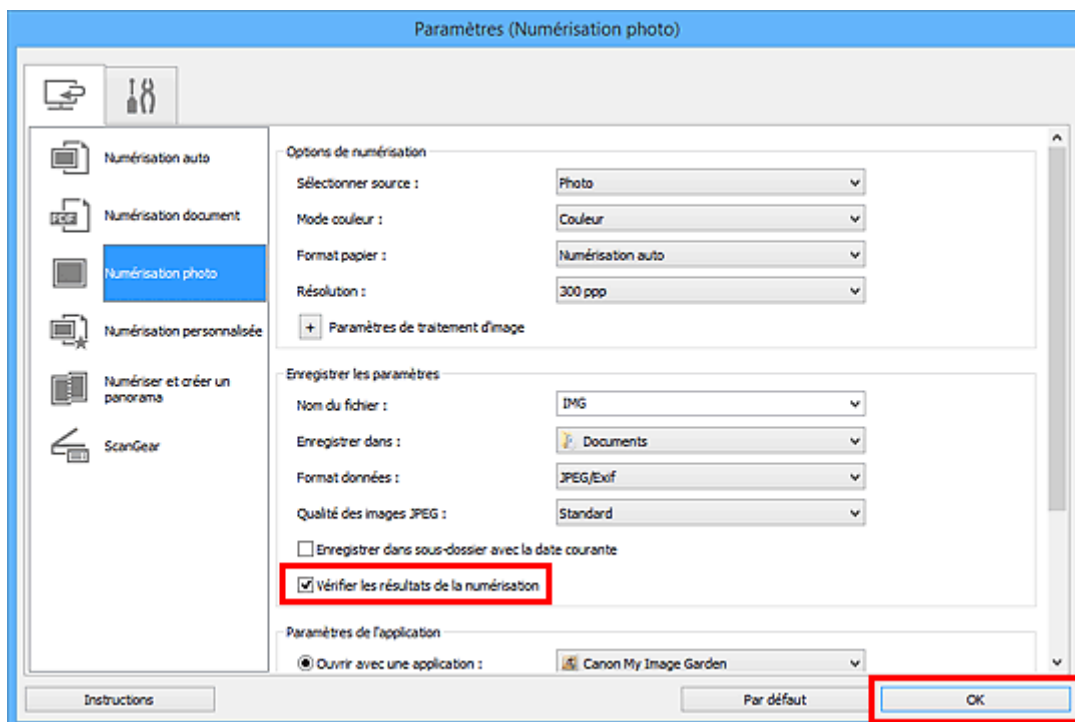 Paramètres (Numérisation photo)
Numérisation auto
PDF
Numérisation document
Numérisation photo
Numérisation personnalisée
Numériser et créer un
panorama
ScanGear
Options de numérisation
Sélectionner source : Photo
Mode couleur : Couleur
Format papier : Numérisation auto
Résolution : 300 ppp
+ Paramètres de traitement d'image
Enregistrer les paramètres
Nom du fichier : IMG
Enregistrer dans : Documents
Format données : JPEG/Exif
Qualité des images JPEG : Standard
Enregistrer dans sous-dossier avec la date courante
Vérifier les résultats de la numérisation
Paramètres de l'application
Ouvrir avec une application : Canon My Image Garden
Instructions
Par défaut
OK